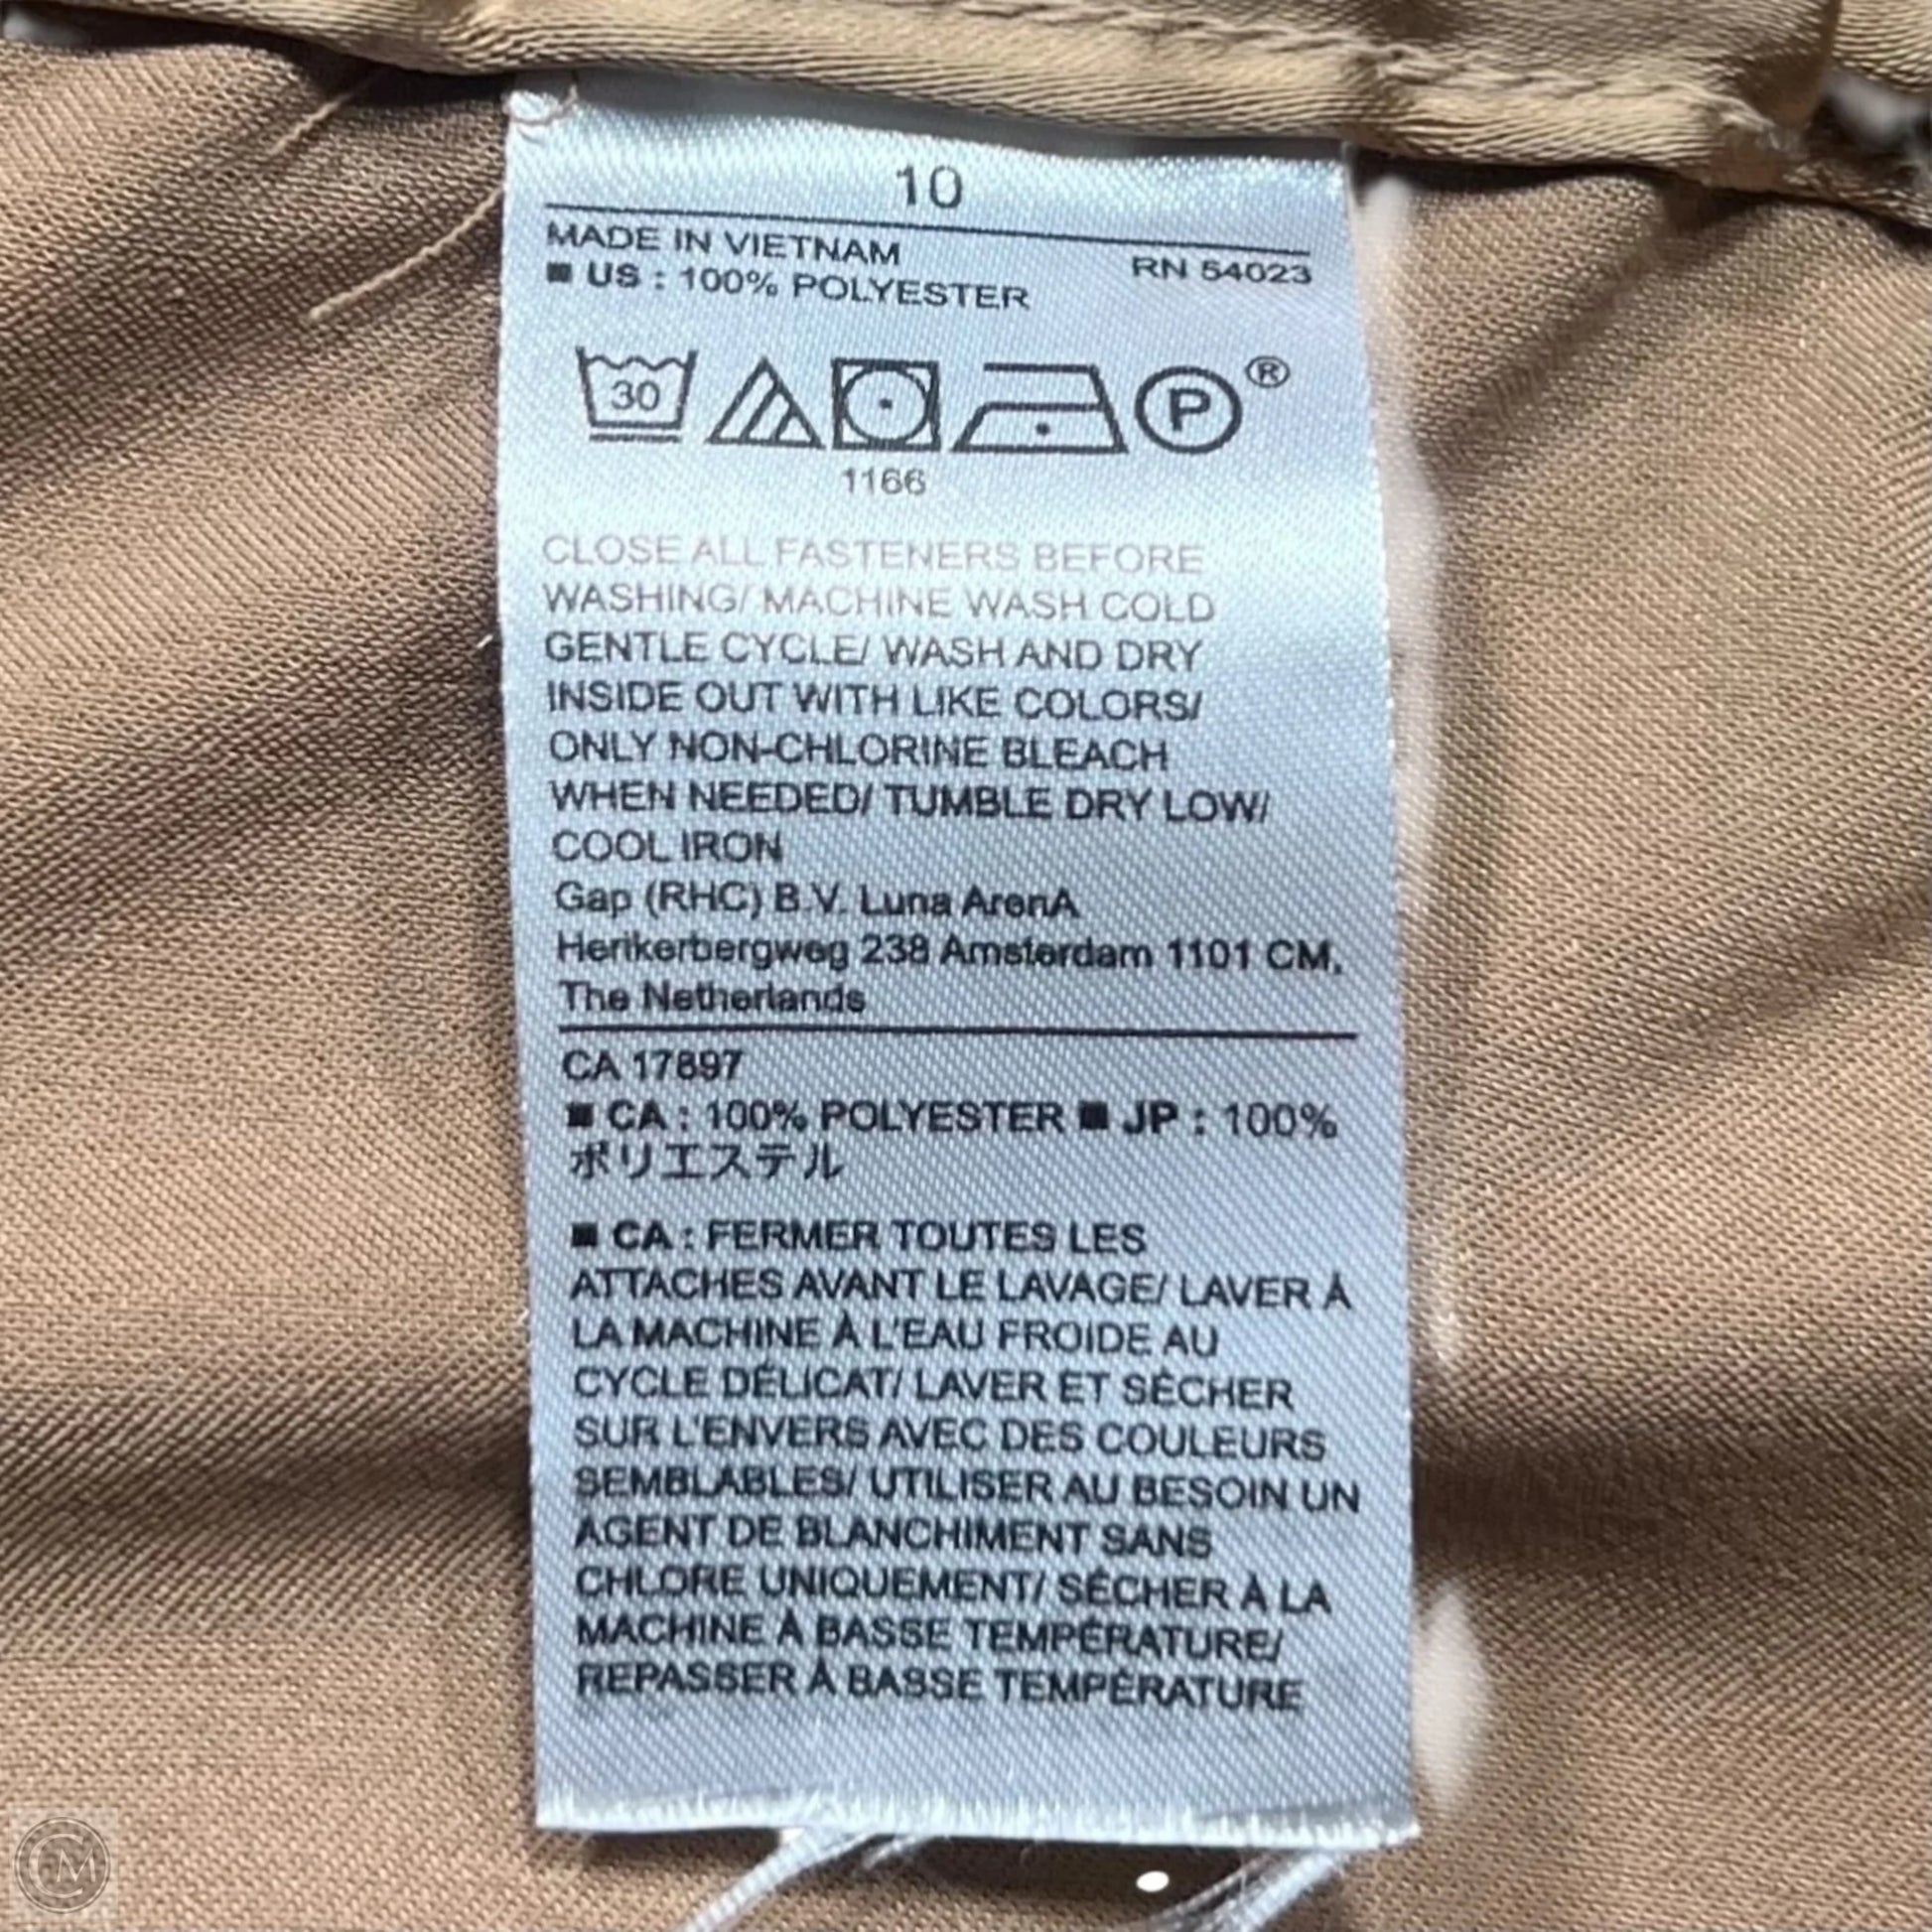 10
MADE IN VIETNAM
RN 54023
■ US : 100% POLYESTER
30
P ®
1166
CLOSE ALL FASTENERS BEFORE
WASHING/ MACHINE WASH COLD
GENTLE CYCLE/ WASH AND DRY
INSIDE OUT WITH LIKE COLORS/
ONLY NON-CHLORINE BLEACH
WHEN NEEDED/ TUMBLE DRY LOW/
COOL IRON
Gap (RHC) B.V. Luna ArenA
Herikerbergweg 238 Amsterdam 1101 CM,
The Netherlands
CA 17897
■ CA : 100% POLYESTER ■ JP : 100%
ポリエステル
■ CA : FERMER TOUTES LES
ATTACHES AVANT LE LAVAGE/ LAVER À
LA MACHINE À L'EAU FROIDE AU
CYCLE DÉLICAT/ LAVER ET SÉCHER
SUR L'ENVERS AVEC DES COULEURS
SEMBLABLES/ UTILISER AU BESOIN UN
AGENT DE BLANCHIMENT SANS
CHLORE UNIQUEMENT/ SÉCHER À LA
MACHINE À BASSE TEMPÉRATURE/
REPASSER À BASSE TEMPÉRATURE
CM